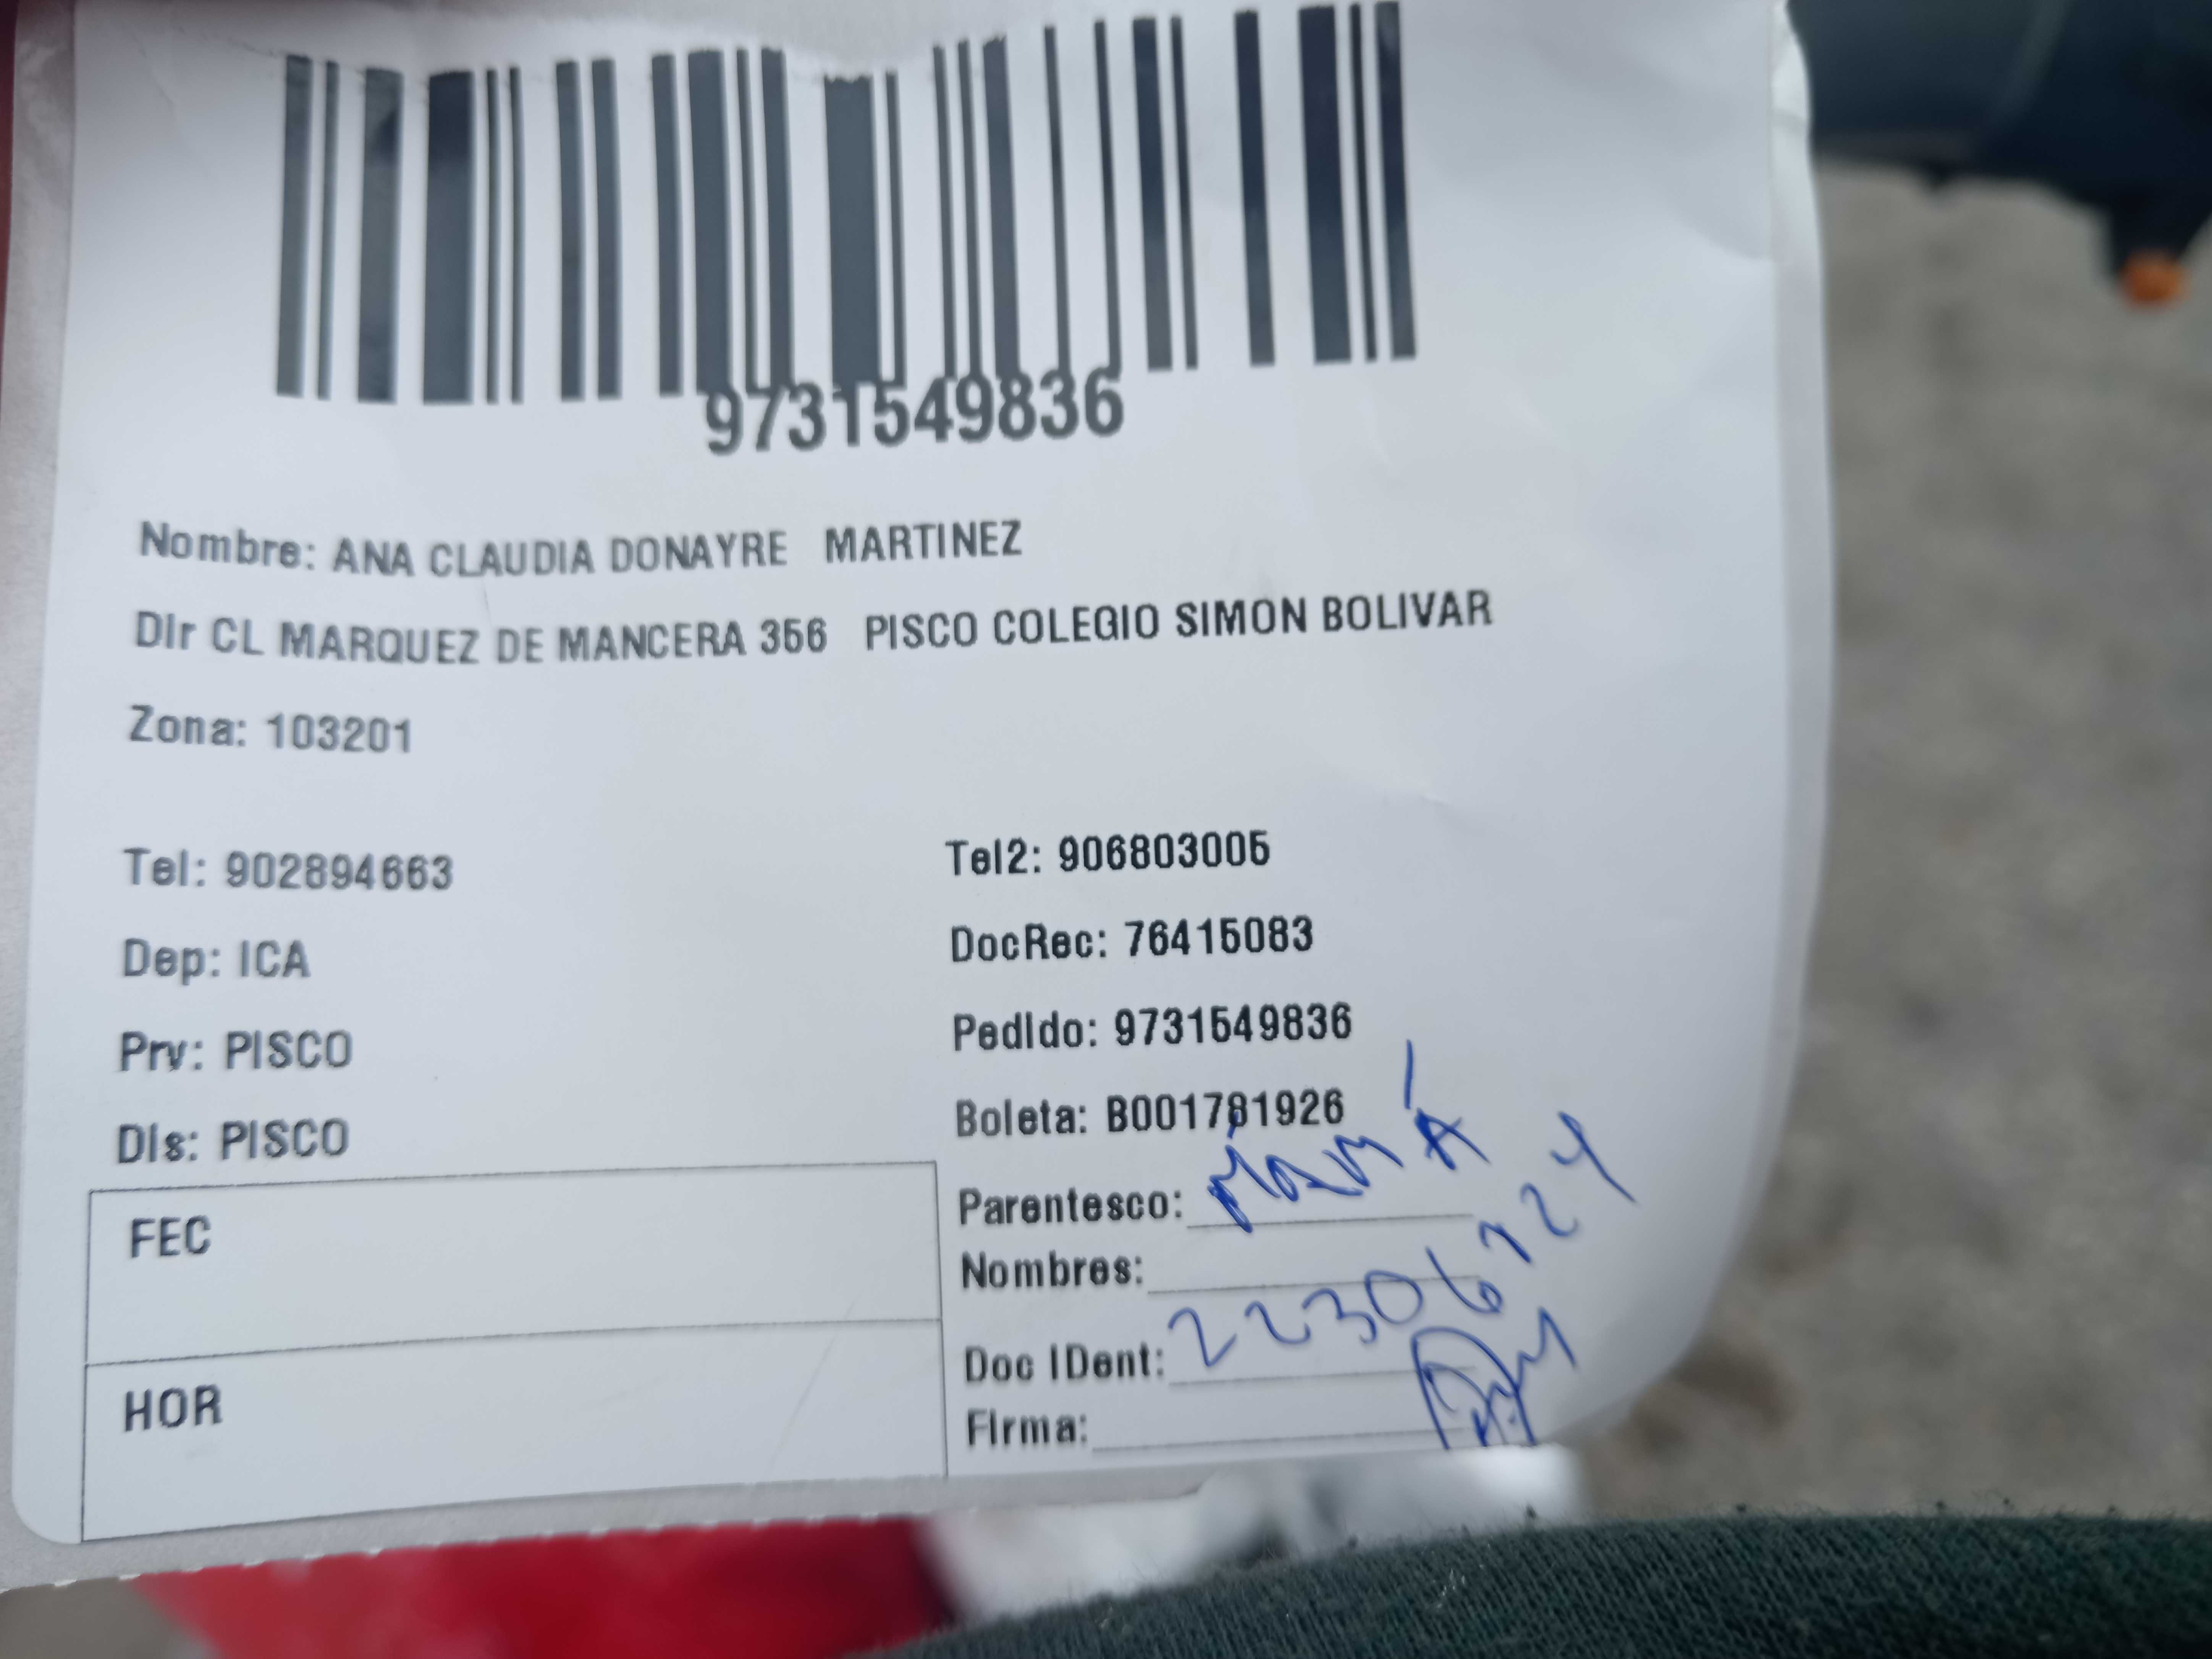 9731549836
Nombre: ANA CLAUDIA DONAYRE MARTINEZ
Dir CL MARQUEZ DE MANCERA 356 PISCO COLEGIO SIMON BOLIVAR
Zona: 103201
Tel: 902894663 Tel2: 906803005
Dep: ICA DocRec: 76415083
Prv: PISCO Pedido: 9731549836
Dis: PISCO Boleta: B001781926
FEC
Parentesco: MAMÁ
Nombres:
HOR
Doc IDent:
Firma: